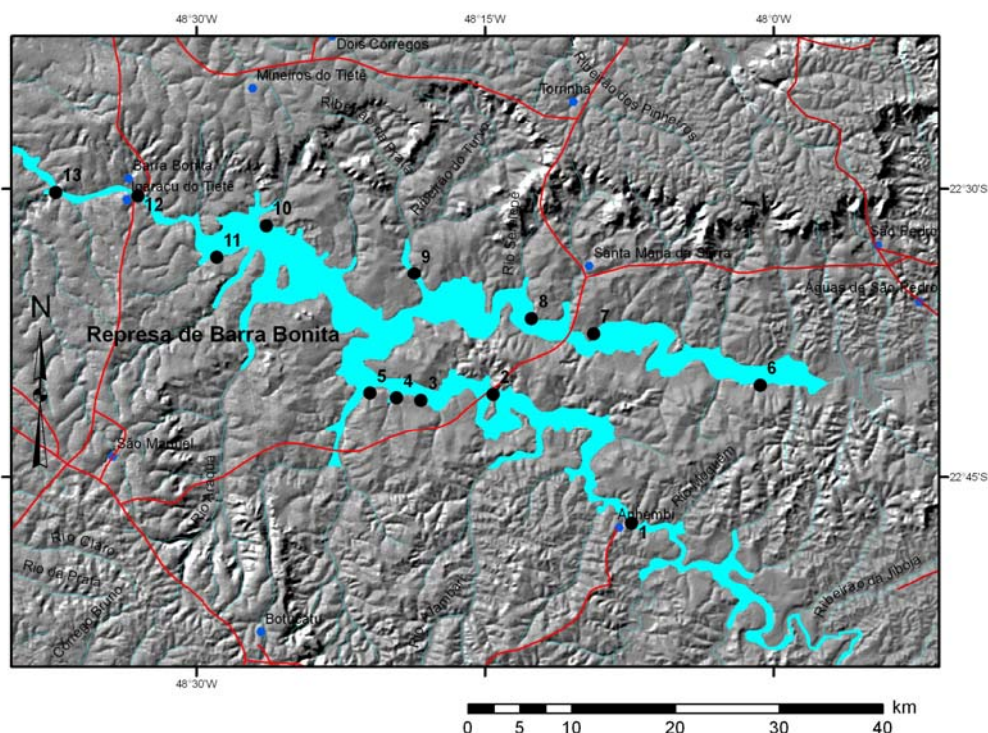 48°30'W 48°15'W 48°0'W
Dois Córregos
Mineiros do Tietê
Torrinha
Ribeirão dos Pinheiros
Ribeirão do Turvo
Barra Bonita
Igaraçu do Tietê
13
12
22°30'S
10
11
Rio Serelepe
São Pedro
Santa Maria da Serra
9
Águas de São Pedro
N
8
7
Represa de Barra Bonita
6
5
4
3
2
São Manuel
Rio Araquá
22°45'S
Rio Alambari
Anhembi
1
Rio Claro
Rio da Prata
Córrego Bruno
Ribeirão da Jibóia
Botucatu
48°30'W 48°15'W 48°0'W
km
0 5 10 20 30 40